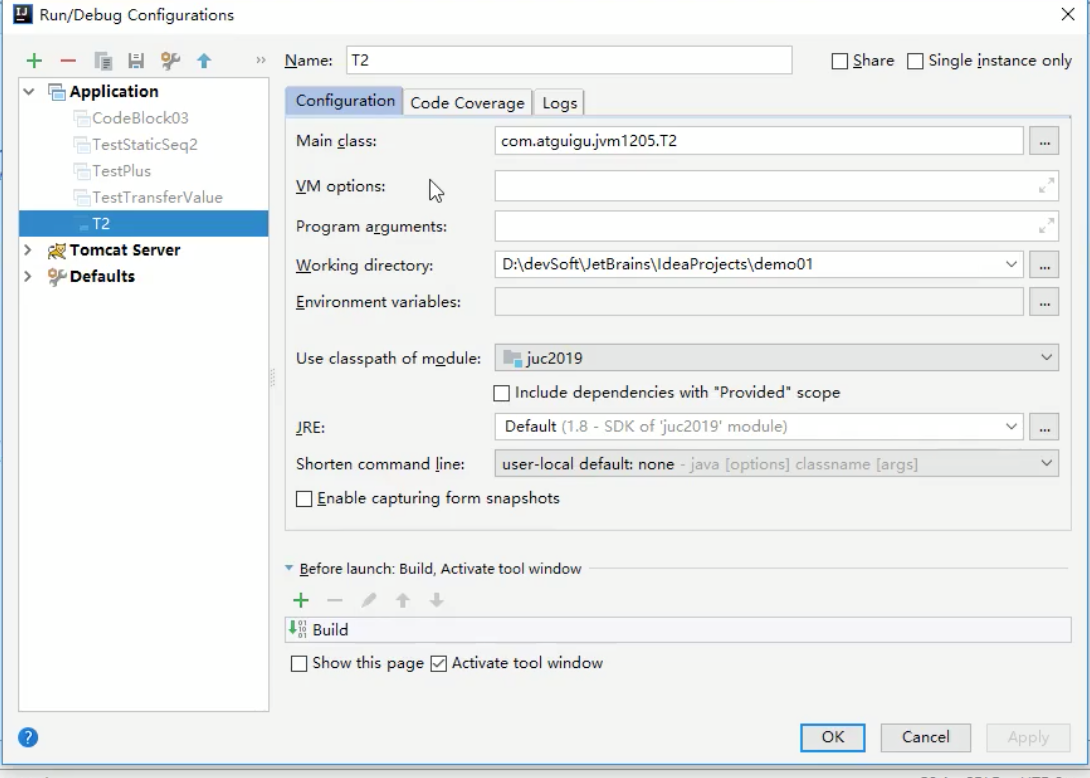 Run/Debug Configurations
Name: T2 Share Single instance only
Application
CodeBlock03
TestStaticSeq2
TestPlus
TestTransferValue
T2
Tomcat Server
Defaults
Configuration Code Coverage Logs
Main class: com.atguigu.jvm1205.T2 ...
VM options:
Program arguments:
Working directory: D:\devSoft\JetBrains\IdeaProjects\demo01 ...
Environment variables: ...
Use classpath of module: juc2019
Include dependencies with "Provided" scope
JRE: Default (1.8 - SDK of 'juc2019' module) ...
Shorten command line: user-local default: none - java [options] classname [args]
Enable capturing form snapshots
Before launch: Build, Activate tool window
Build
Show this page Activate tool window
? OK Cancel Apply